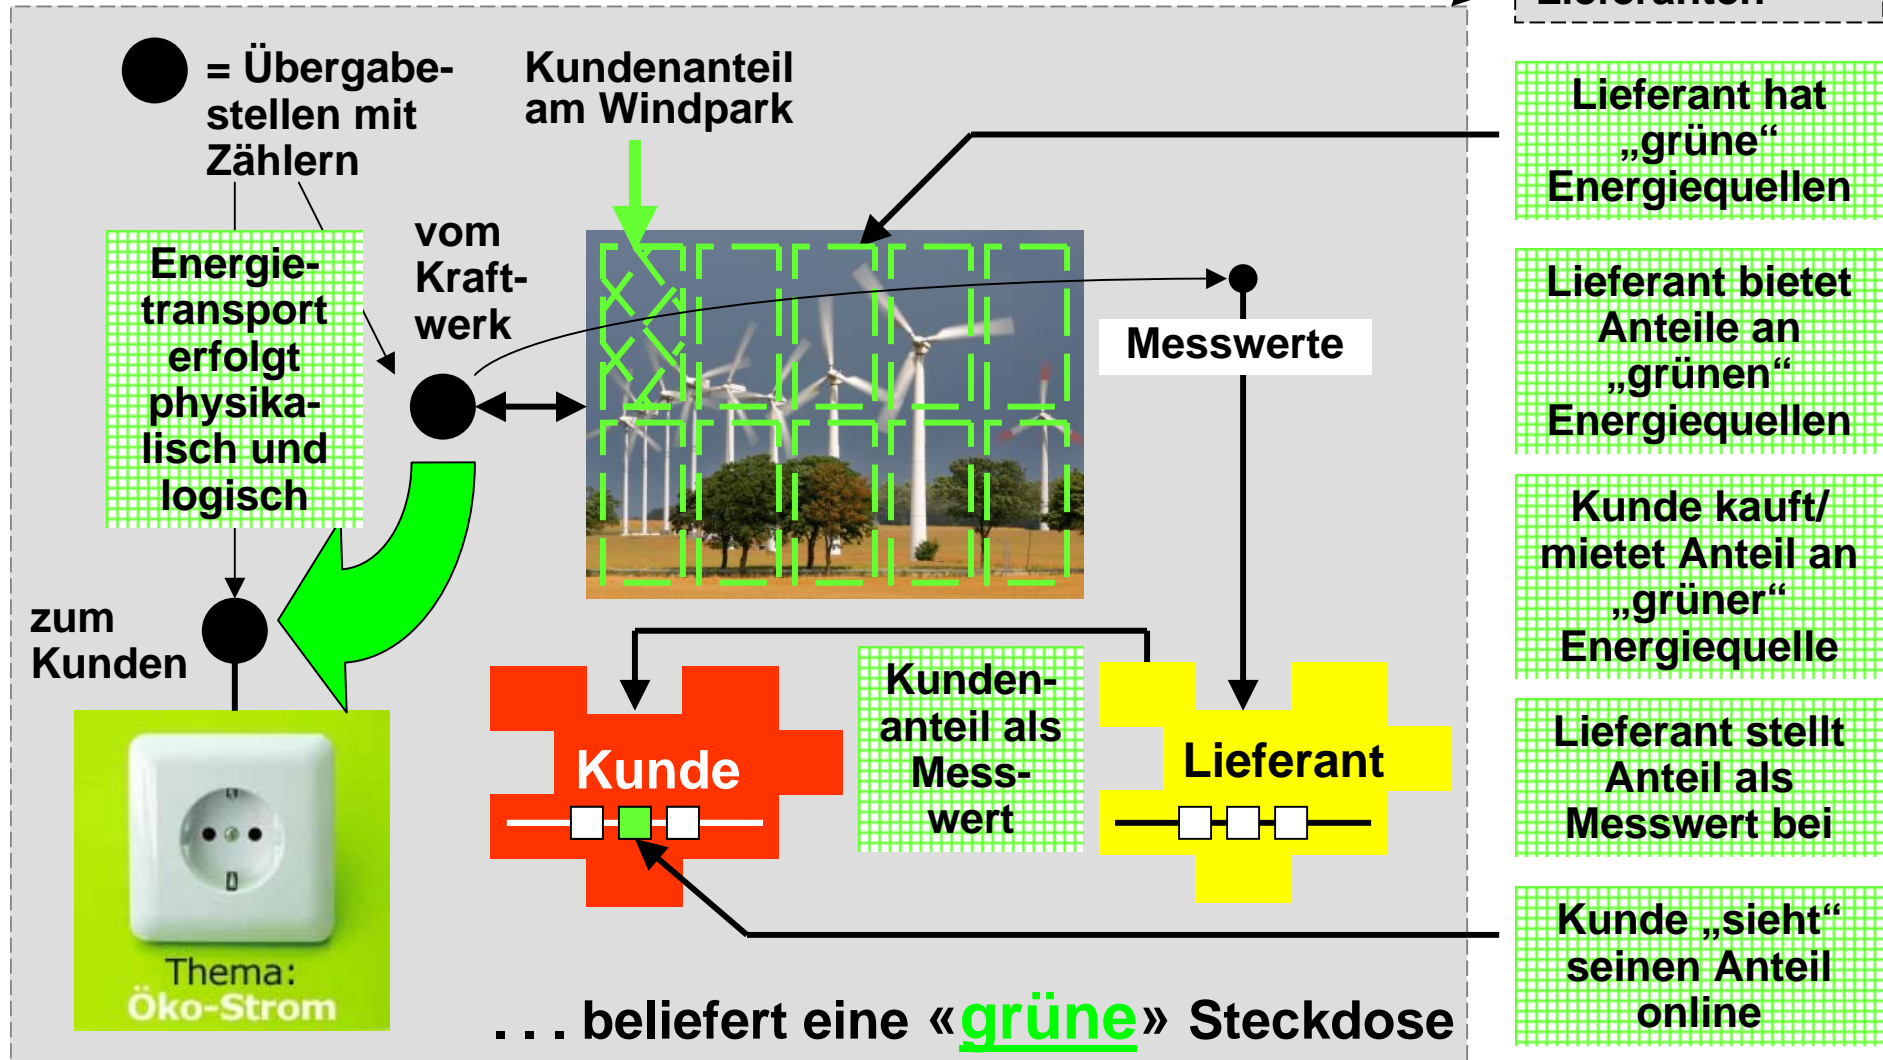 Lieferanten
= Übergabe-
stellen mit
Zählern
Kundenanteil
am Windpark
Energie-
transport
erfolgt
physika-
lisch und
logisch
vom
Kraft-
werk
Messwerte
zum
Kunden
Kunde
Kunden-
anteil als
Mess-
wert
Lieferant
Thema:
Öko-Strom
. . . beliefert eine «grüne» Steckdose
Lieferant hat
„grüne“
Energiequellen
Lieferant bietet
Anteile an
„grünen“
Energiequellen
Kunde kauft/
mietet Anteil an
„grüner“
Energiequelle
Lieferant stellt
Anteil als
Messwert bei
Kunde „sieht“
seinen Anteil
online